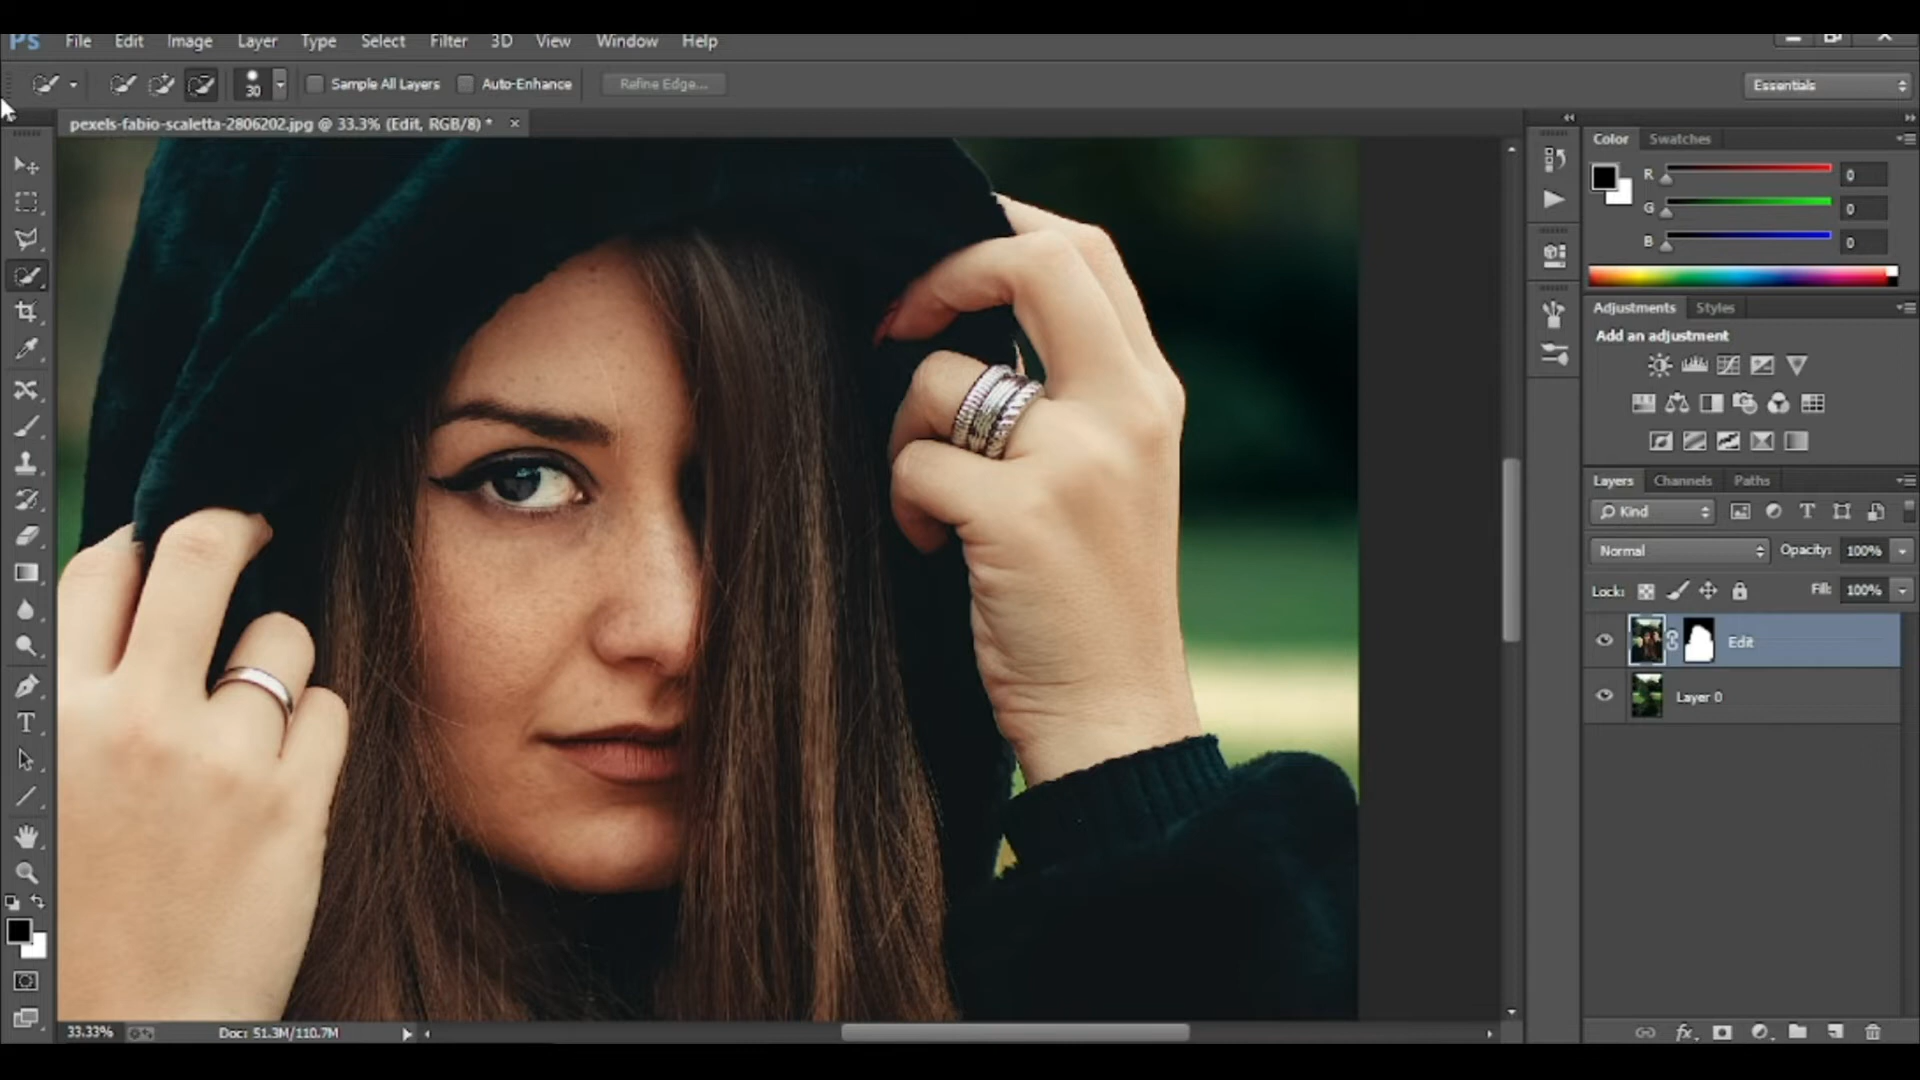 Ps File Edit Image Layer Type Select Filter 3D View Window Help
30 Sample All Layers Auto-Enhance Refine Edge... Essentials
pexels-fabio-scaletta-2806202.jpg @ 33.3% (Edit, RGB/8) * ×
Color Swatches
R 0
G 0
B 0
Adjustments Styles
Add an adjustment
Layers Channels Paths
Kind
Normal Opacity: 100%
Lock: Fill: 100%
Edit
Layer 0
33.33% Doc: 51.3M/110.7M